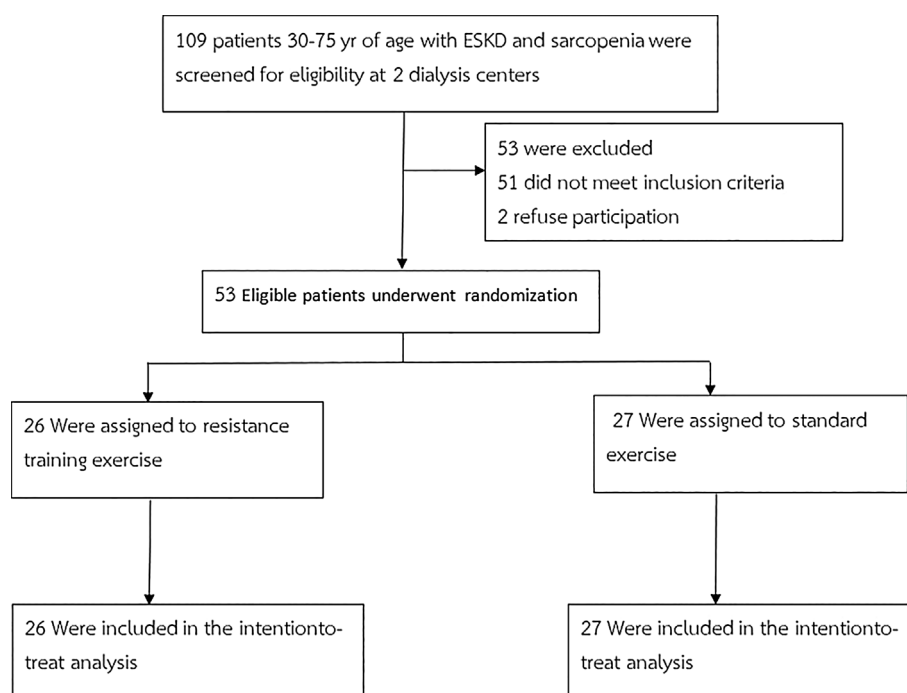 109 patients 30-75 yr of age with ESKD and sarcopenia were
screened for eligibility at 2 dialysis centers
53 were excluded
51 did not meet inclusion criteria
2 refuse participation
53 Eligible patients underwent randomization
26 Were assigned to resistance
training exercise
27 Were assigned to standard
exercise
26 Were included in the intentionto-
treat analysis
27 Were included in the intentionto-
treat analysis